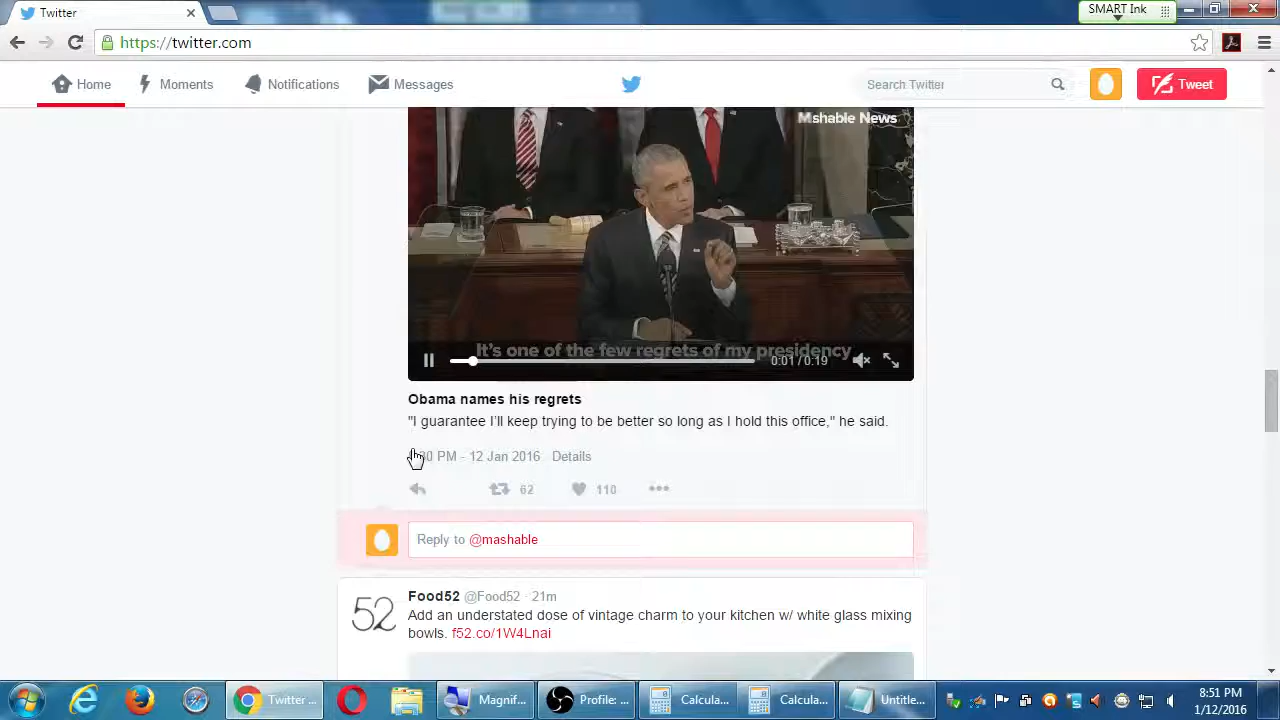 Twitter
SMART Ink
https://twitter.com
Home
Moments
Notifications
Messages
Search Twitter
Tweet
Mshable News
It's one of the few regrets of my presidency
0:01 / 0:19
Obama names his regrets
"I guarantee I'll keep trying to be better so long as I hold this office," he said.
PM - 12 Jan 2016 Details
62
110
Reply to @mashable
52
Food52 @Food52 · 21m
Add an understated dose of vintage charm to your kitchen w/ white glass mixing
bowls. f52.co/1W4Lnai
Twitter ...
Magnif...
Profile: ...
Calcula...
Calcula...
Untitle...
8:51 PM
1/12/2016